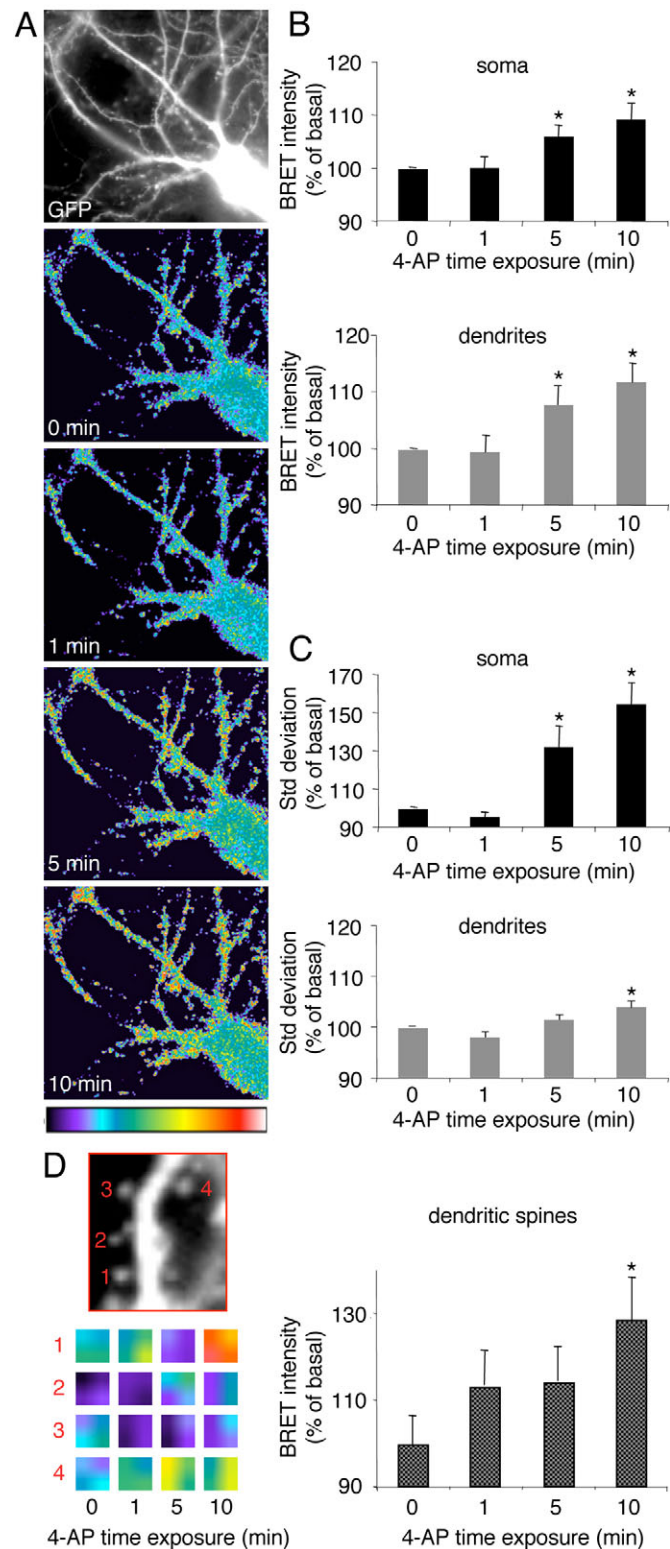 A
GFP
0 min
1 min
5 min
10 min
B
soma
BRET intensity
(% of basal)
120
110
100
90
0 1 5 10
4-AP time exposure (min)
dendrites
BRET intensity
(% of basal)
120
110
100
90
0 1 5 10
4-AP time exposure (min)
C
soma
Std deviation
(% of basal)
170
150
130
110
90
0 1 5 10
4-AP time exposure (min)
dendrites
Std deviation
(% of basal)
120
110
100
90
0 1 5 10
4-AP time exposure (min)
D
3 4
2
1
1
2
3
4
0 1 5 10
4-AP time exposure (min)
dendritic spines
BRET intensity
(% of basal)
130
110
90
0 1 5 10
4-AP time exposure (min)
* *
* *
* *
*
*